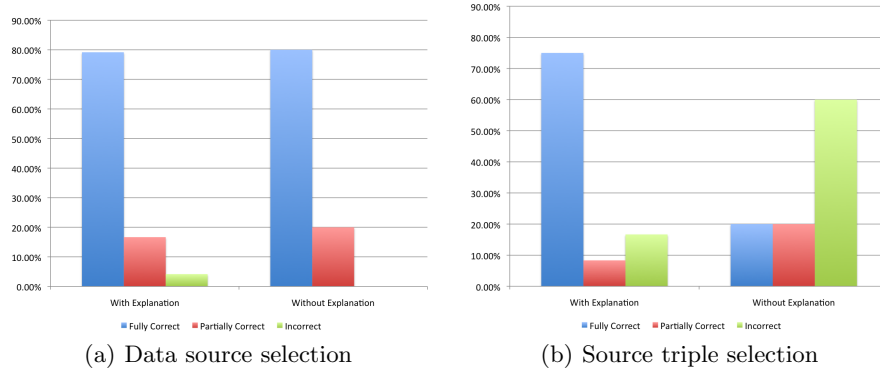 90.00%
80.00%
70.00%
60.00%
50.00%
40.00%
30.00%
20.00%
10.00%
0.00%
With Explanation
Without Explanation
Fully Correct
Partially Correct
Incorrect
(a) Data source selection
90.00%
80.00%
70.00%
60.00%
50.00%
40.00%
30.00%
20.00%
10.00%
0.00%
With Explanation
Without Explanation
Fully Correct
Partially Correct
Incorrect
(b) Source triple selection